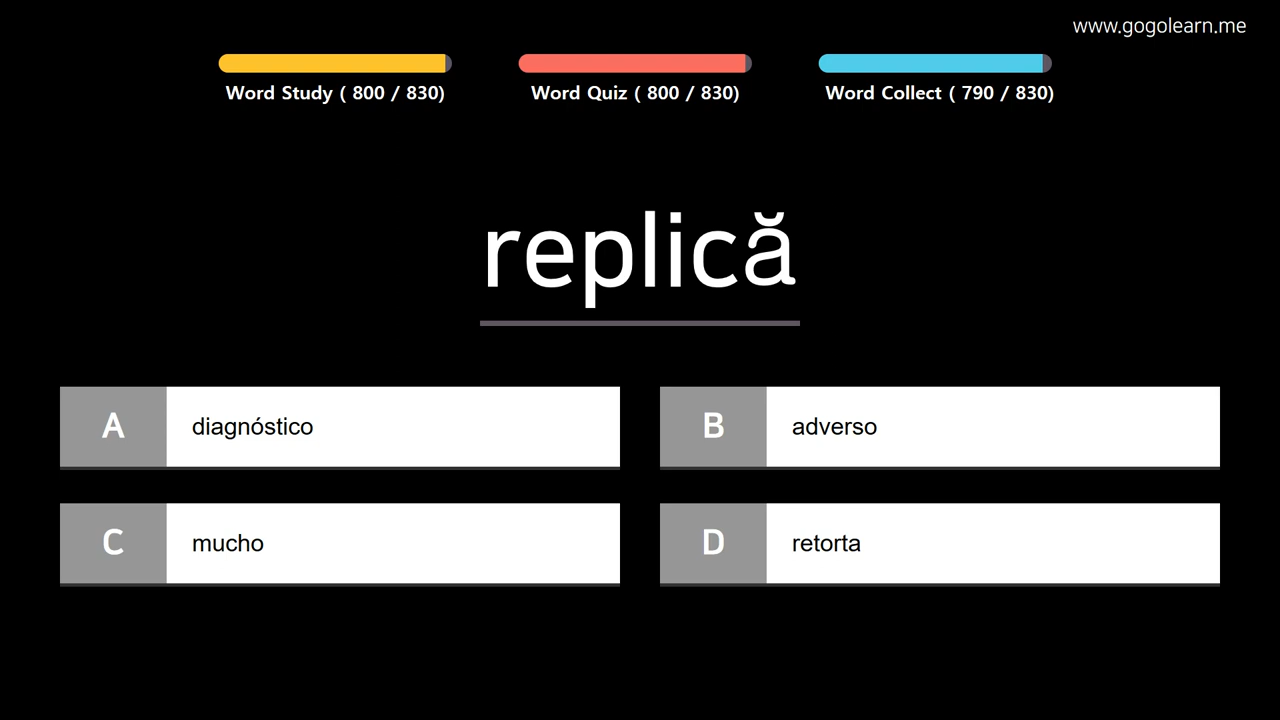 www.gogolearn.me
Word Study ( 800 / 830)
Word Quiz ( 800 / 830)
Word Collect ( 790 / 830)
replică
A
diagnóstico
B
adverso
C
mucho
D
retorta